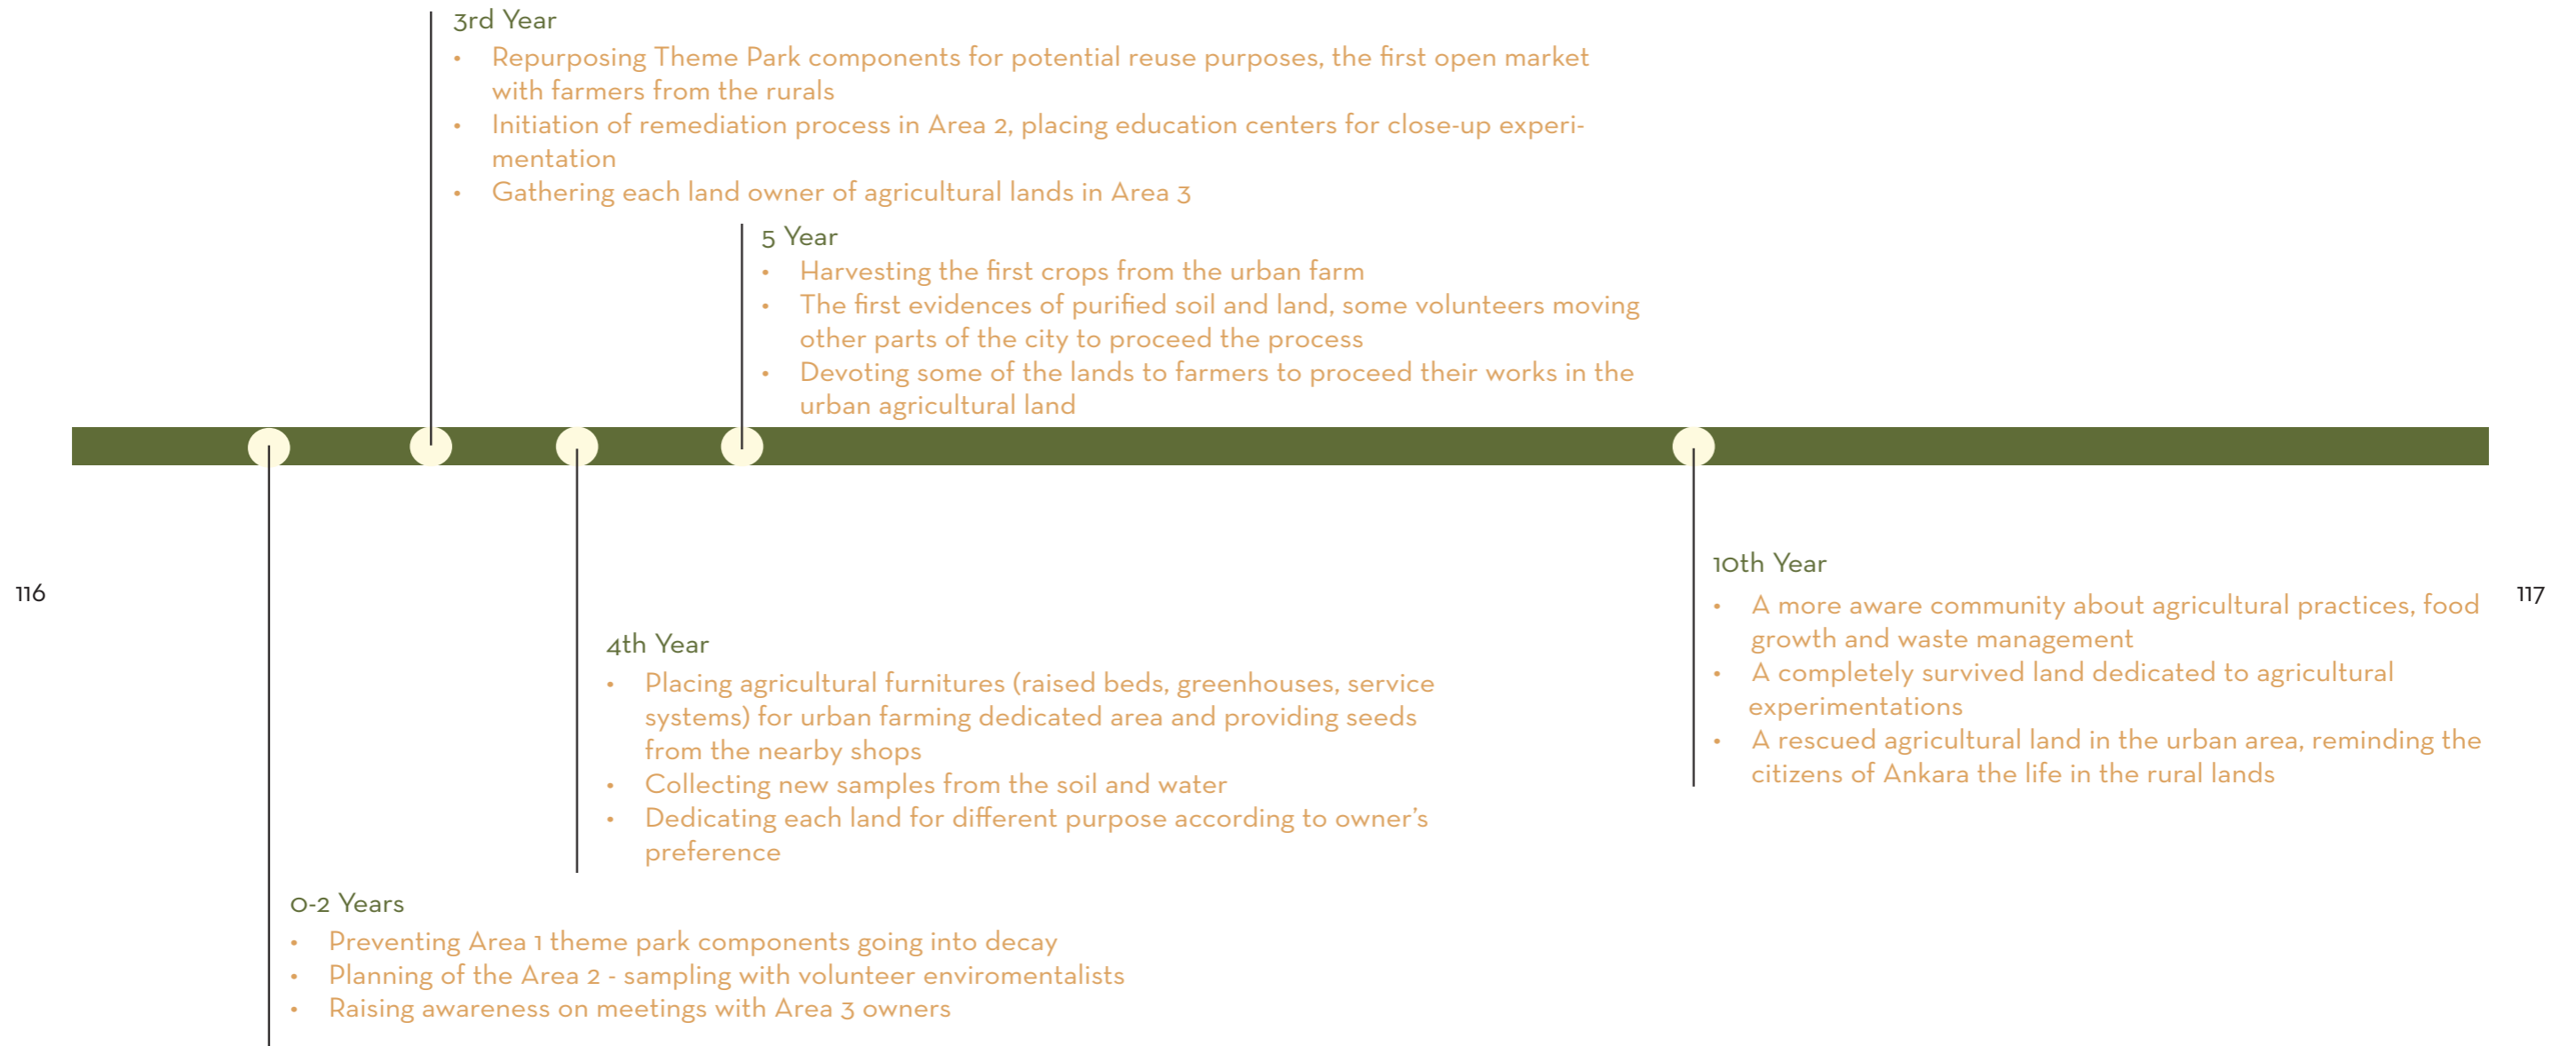 3rd Year
• Repurposing Theme Park components for potential reuse purposes, the first open market
with farmers from the rurals
• Initiation of remediation process in Area 2, placing education centers for close-up experi-
mentation
• Gathering each land owner of agricultural lands in Area 3
5 Year
• Harvesting the first crops from the urban farm
• The first evidences of purified soil and land, some volunteers moving
other parts of the city to proceed the process
• Devoting some of the lands to farmers to proceed their works in the
urban agricultural land
116
4th Year
• Placing agricultural furnitures (raised beds, greenhouses, service
systems) for urban farming dedicated area and providing seeds
from the nearby shops
• Collecting new samples from the soil and water
• Dedicating each land for different purpose according to owner’s
preference
0-2 Years
• Preventing Area 1 theme park components going into decay
• Planning of the Area 2 - sampling with volunteer enviromentalists
• Raising awareness on meetings with Area 3 owners
10th Year
• A more aware community about agricultural practices, food
growth and waste management
• A completely survived land dedicated to agricultural
experimentations
• A rescued agricultural land in the urban area, reminding the
citizens of Ankara the life in the rural lands
117